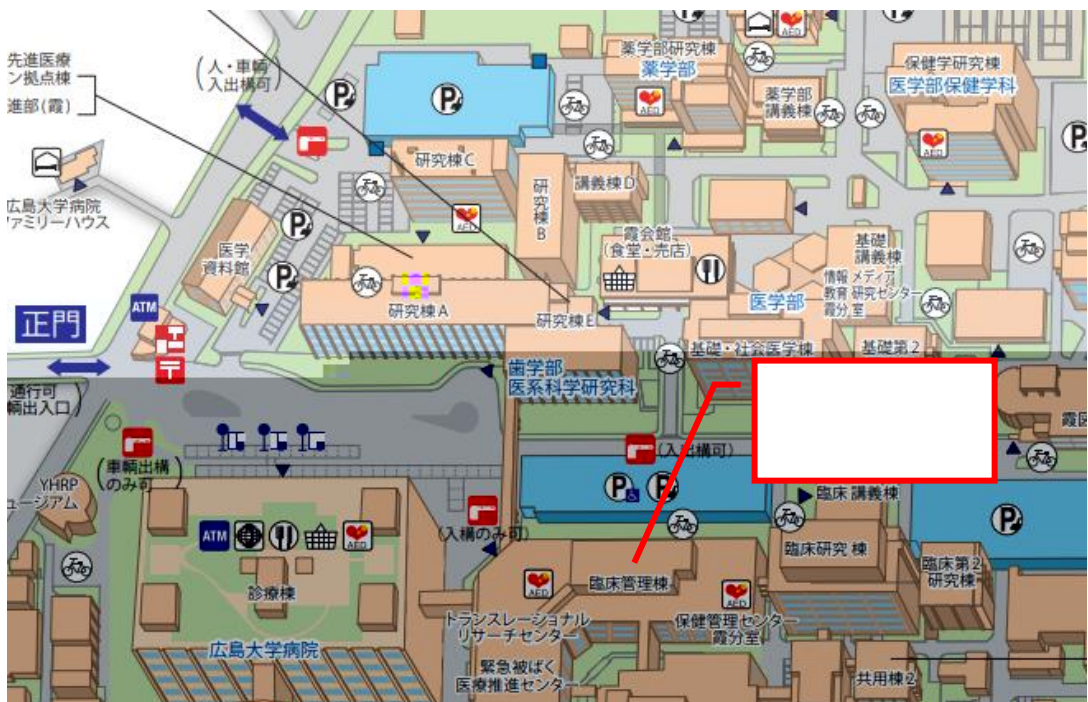 先進医療
ン拠点棟
進部(霞)
(人・車輌
入出構可)
薬学部研究棟
薬学部
AED
薬学部
講義棟
保健学研究棟
医学部保健学科
AED
広島大学病院
ファミリーハウス
医学
資料館
研究棟C
AED
研究棟B
講義棟D
霞会館
(食堂・売店)
基礎
講義棟
情報メディア
教育研究センター
霞分室
医学部
研究棟A
研究棟E
基礎・社会医学棟
基礎第2
ATM
正門
歯学部
医系科学研究科
通行可
輌出入口)
(車輌出構
のみ可)
YHRP
ュージアム
(入出構可)
(入構のみ可)
臨床講義棟
臨床研究棟
臨床第2
研究棟
ATM
AED
診療棟
広島大学病院
AED
臨床管理棟
AED
トランスレーショナル
リサーチセンター
保健管理センター
霞分室
緊急被ばく
医療推進センター
共用棟2